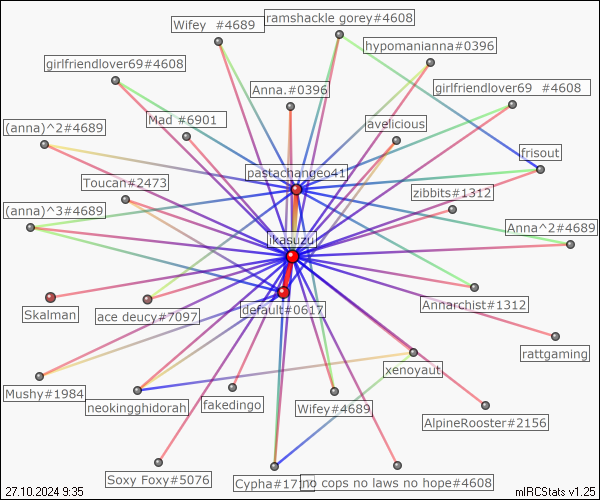 Wifey #4689
ramshackle gorey#4608
hypomanianna#0396
girlfriendlover69#4608
Anna.#0396
girlfriendlover69 #4608
Mad #6901
avelicious
(anna)^2#4689
frisout
pastachangeo41
Toucan#2473
zibbits#1312
(anna)^3#4689
Anna^2#4689
ikasuzu
Skalman
ace deucy#7097
default#0617
Annarchist#1312
rattgaming
xenoyaut
Mushy#1984
neokingghidorah
fakedingo
Wifey#4689
AlpineRooster#2156
Soxy Foxy#5076
no cops no laws no hope#4608
27.10.2024 9:35
mIRCStats v1.25